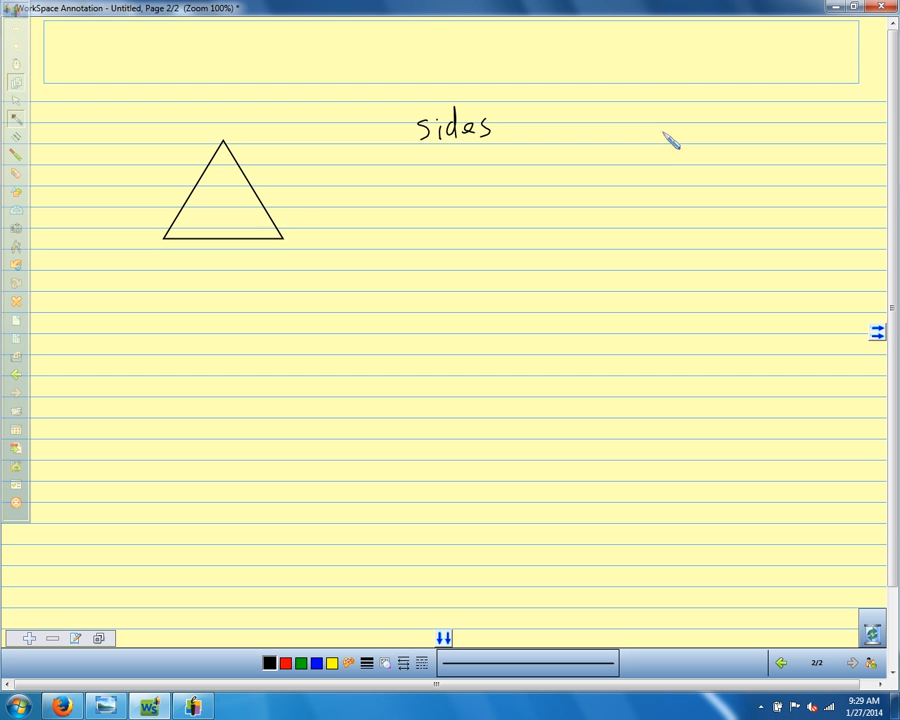 WorkSpace Annotation - Untitled, Page 2/2 (Zoom 100%) *
sides
2/2
9:29 AM
1/27/2014